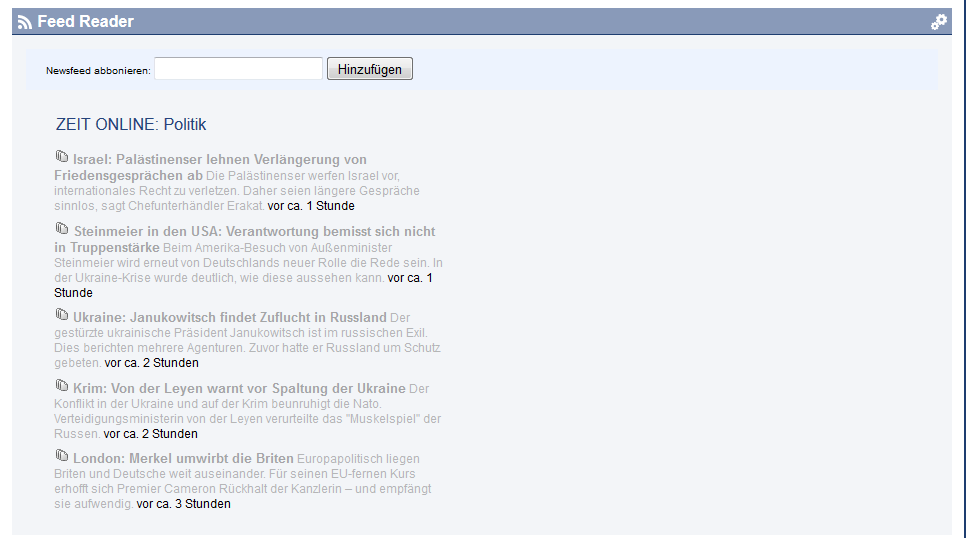 Feed Reader
Newsfeed abbonieren:
Hinzufügen
ZEIT ONLINE: Politik
Israel: Palästinenser lehnen Verlängerung von
Friedensgesprächen ab Die Palästinenser werfen Israel vor,
internationales Recht zu verletzen. Daher seien längere Gespräche
sinnlos, sagt Chefunterhändler Erakat. vor ca. 1 Stunde
Steinmeier in den USA: Verantwortung bemisst sich nicht
in Truppenstärke Beim Amerika-Besuch von Außenminister
Steinmeier wird erneut von Deutschlands neuer Rolle die Rede sein. In
der Ukraine-Krise wurde deutlich, wie diese aussehen kann. vor ca. 1
Stunde
Ukraine: Janukowitsch findet Zuflucht in Russland Der
gestürzte ukrainische Präsident Janukowitsch ist im russischen Exil.
Dies berichten mehrere Agenturen. Zuvor hatte er Russland um Schutz
gebeten. vor ca. 2 Stunden
Krim: Von der Leyen warnt vor Spaltung der Ukraine Der
Konflikt in der Ukraine und auf der Krim beunruhigt die Nato.
Verteidigungsministerin von der Leyen verurteilte das "Muskelspiel" der
Russen. vor ca. 2 Stunden
London: Merkel umwirbt die Briten Europapolitisch liegen
Briten und Deutsche weit auseinander. Für seinen EU-fernen Kurs
erhofft sich Premier Cameron Rückhalt der Kanzlerin – und empfängt
sie aufwendig. vor ca. 3 Stunden